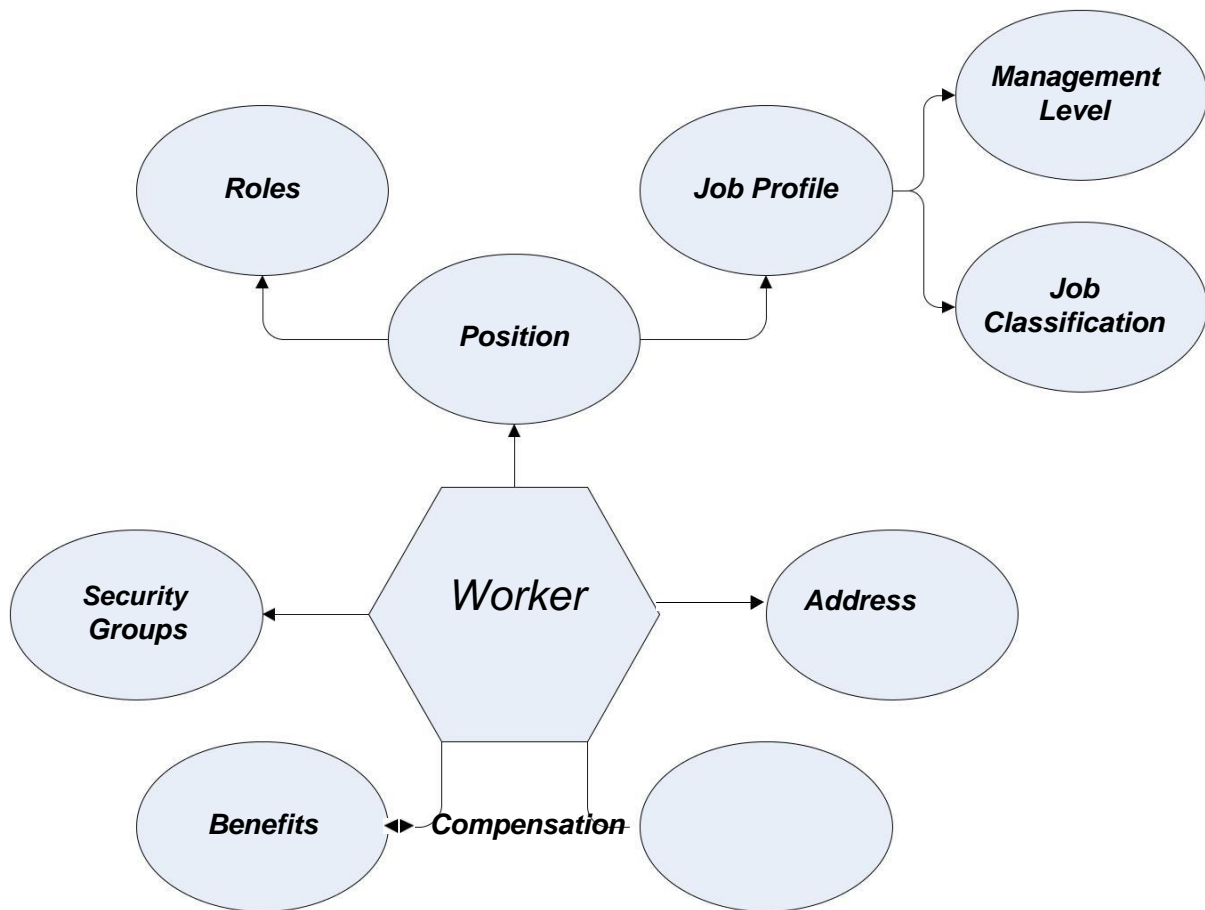 Management
Level
Roles
Job Profile
Job
Classification
Position
Worker
Security
Groups
Address
Benefits
Compensation